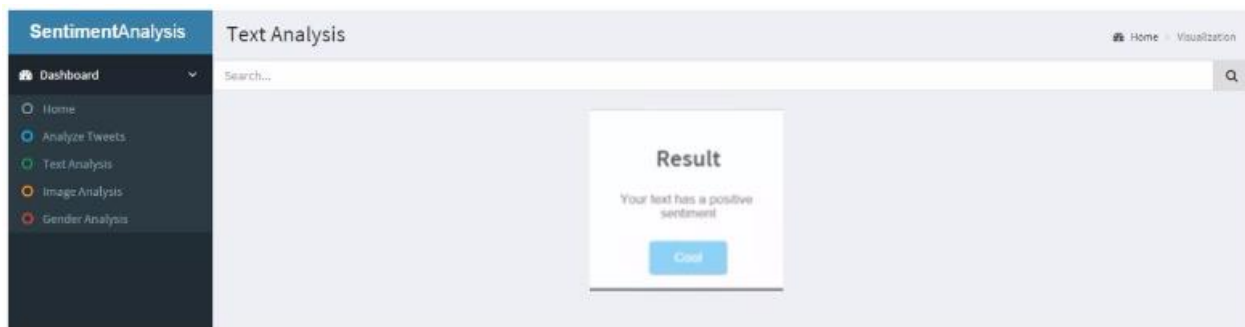 SentimentAnalysis
Text Analysis
Home > Visualization
Dashboard
Search...
Home
Analyze Tweets
Text Analysis
Image Analysis
Gender Analysis
Result
Your text has a positive
sentiment
Cool